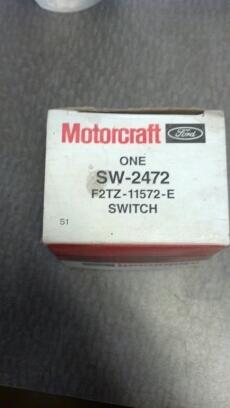 Motorcraft Ford
ONE
SW-2472
F2TZ-11572-E
SWITCH
S1